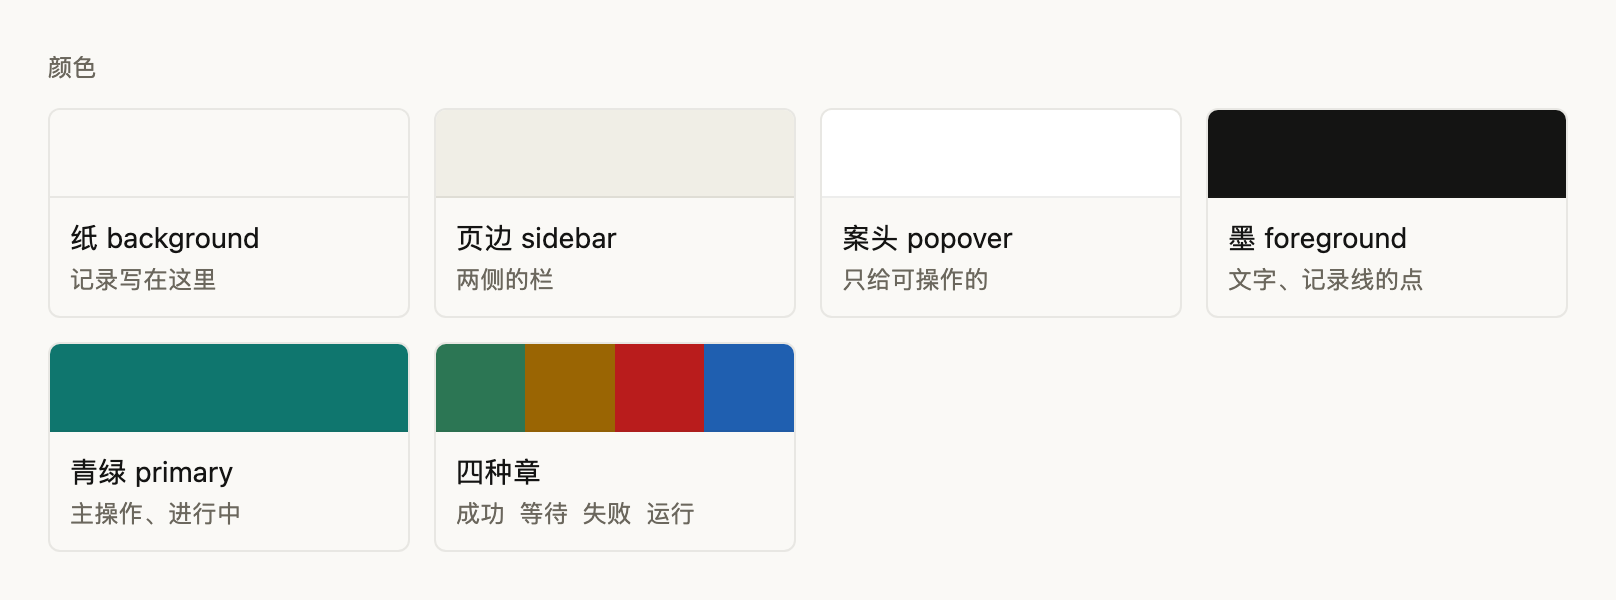 颜色
纸 background
记录写在这里
页边 sidebar
两侧的栏
案头 popover
只给可操作的
墨 foreground
文字、记录线的点
青绿 primary
主操作、进行中
四种章
成功 等待 失败 运行